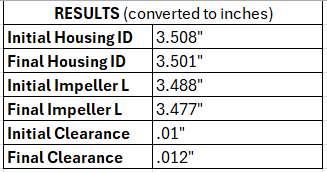 RESULTS (converted to inches)
Initial Housing ID 3.508"
Final Housing ID 3.501"
Initial Impeller L 3.488"
Final Impeller L 3.477"
Initial Clearance .01"
Final Clearance .012"